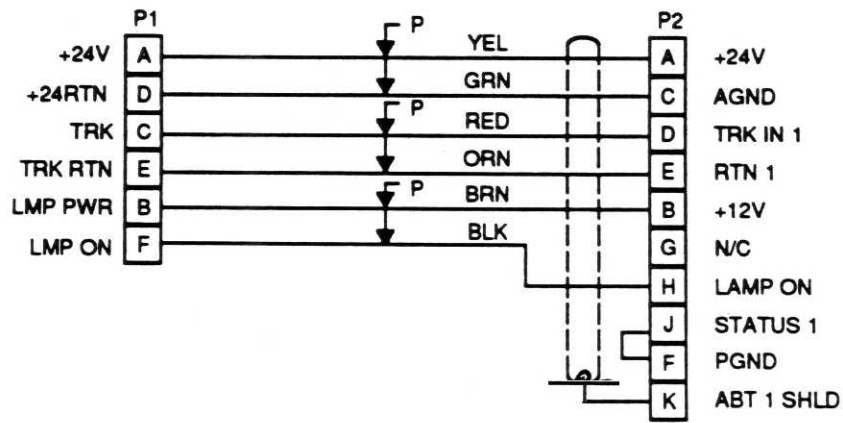 P1 P P2
+24V A YEL A +24V
+24RTN D GRN C AGND
P
TRK C RED D TRK IN 1
TRK RTN E ORN E RTN 1
P
LMP PWR B BRN B +12V
LMP ON F BLK G N/C
H LAMP ON
J STATUS 1
F PGND
K ABT 1 SHLD